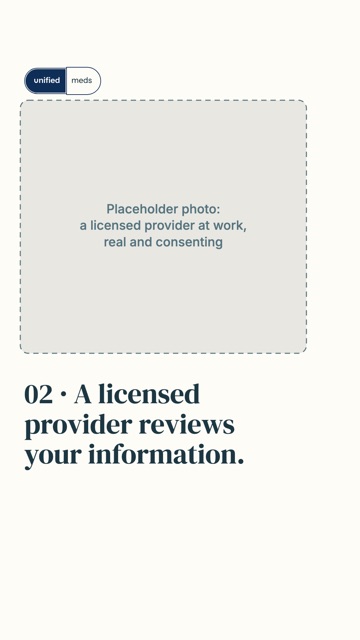 unified meds
Placeholder photo:
a licensed provider at work,
real and consenting
02 · A licensed
provider reviews
your information.